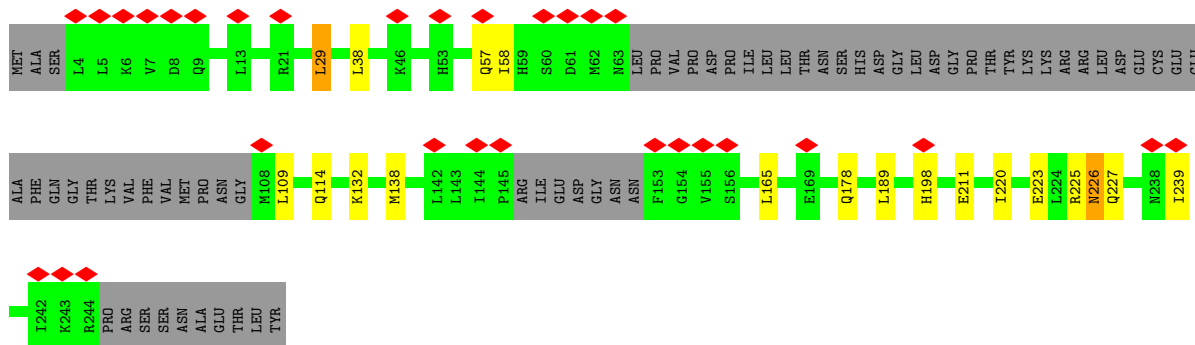 MET ALA SER L4 L5 K6 V7 D8 Q9 L13 R21 L29 L38 K46 H53 Q57 I58 H59 S60 D61 M62 N63 LEU PRO VAL PRO ASP PRO ILE LEU LEU THR ASN SER HIS ASP GLY LEU ASP GLY PRO THR TYR LYS LYS ARG ARG LEU ASP GLU CYS GLU GLU
ALA PHE GLN GLY THR LYS VAL PHE VAL MET PRO ASN GLY M108 L109 Q114 K132 M138 L142 L143 I144 P145 ARG ILE GLU ASP GLY ASN ASN F153 G154 V155 S156 L165 E169 Q178 L189 H198 E211 I220 E223 L224 R225 N226 Q227 N238 I239
I242 K243 R244 PRO ARG SER SER ASN ALA GLU THR LEU TYR